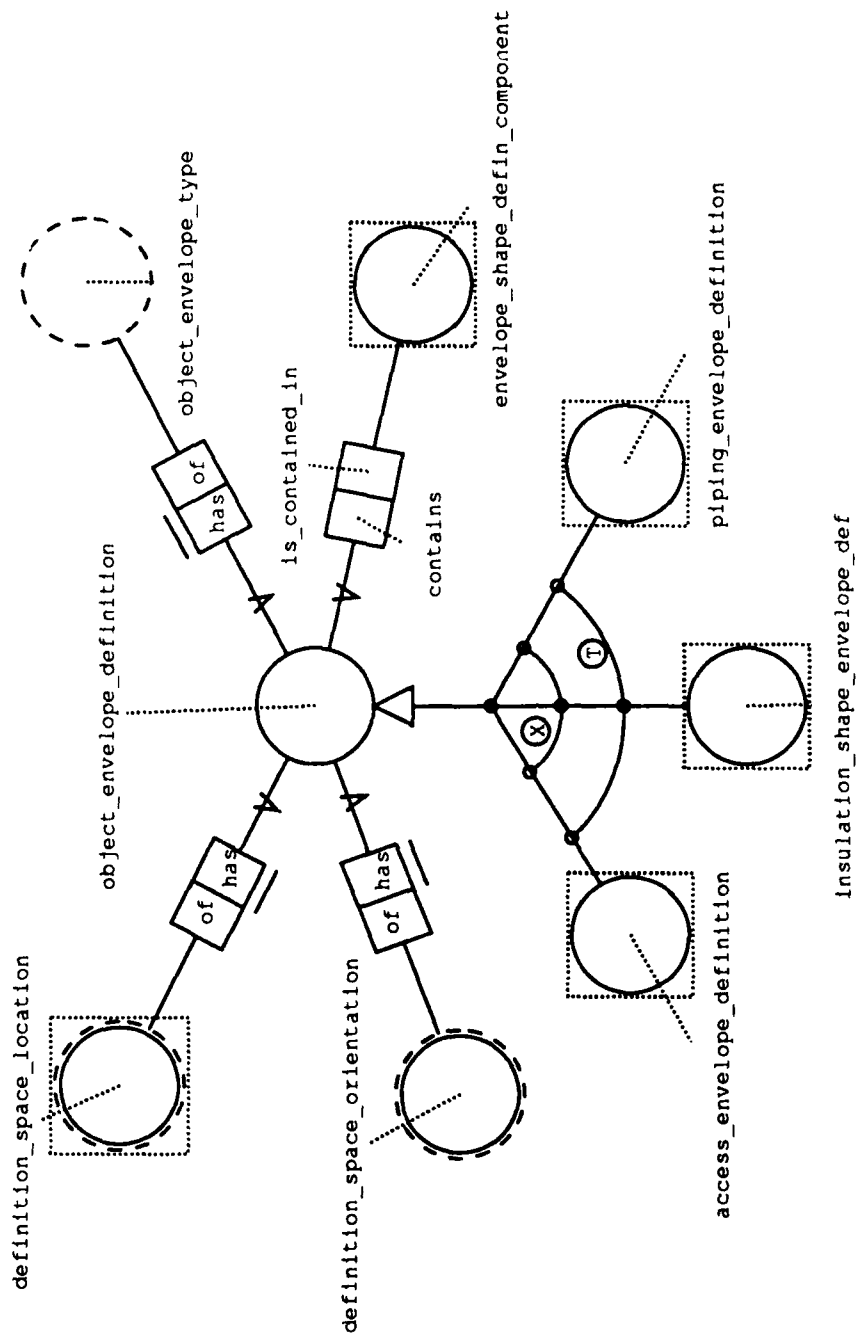 definition_space_location
of
has
object_envelope_definition
has
of
object_envelope_type
definition_space_orientation
of
has
is_contained_in
contains
envelope_shape_defin_component
X
T
access_envelope_definition
Insulation_shape_envelope_def
piping_envelope_definition